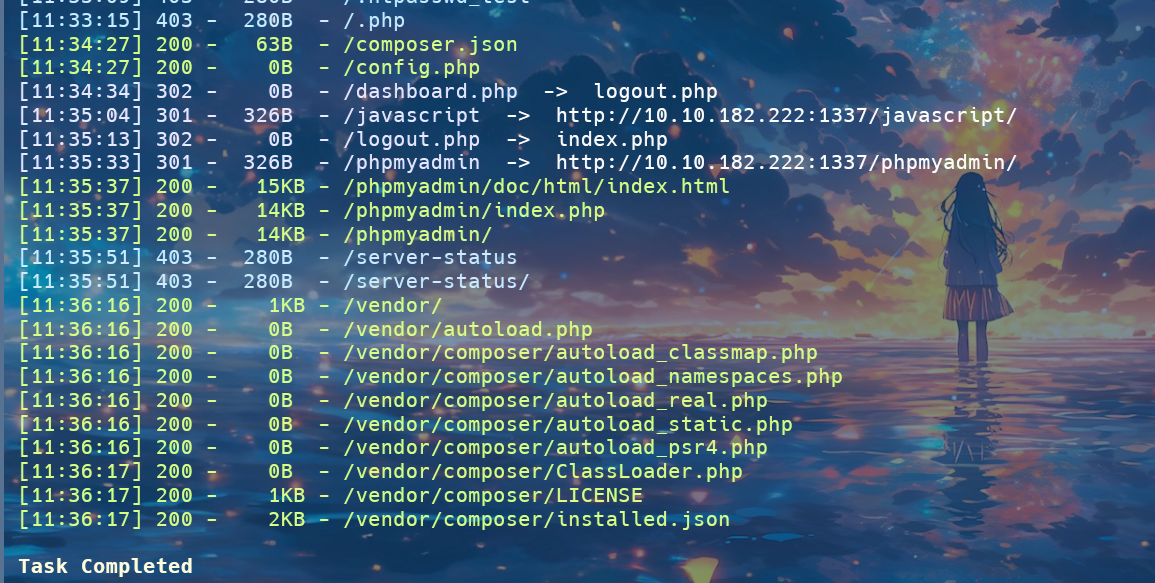 [11:33:15] 403 -   280B  - /.php
[11:34:27] 200 -    63B  - /composer.json
[11:34:27] 200 -     0B  - /config.php
[11:34:34] 302 -     0B  - /dashboard.php  ->  logout.php
[11:35:04] 301 -   326B  - /javascript  ->  http://10.10.182.222:1337/javascript/
[11:35:13] 302 -     0B  - /logout.php  ->  index.php
[11:35:33] 301 -   326B  - /phpmyadmin  ->  http://10.10.182.222:1337/phpmyadmin/
[11:35:37] 200 -    15KB - /phpmyadmin/doc/html/index.html
[11:35:37] 200 -    14KB - /phpmyadmin/index.php
[11:35:37] 200 -    14KB - /phpmyadmin/
[11:35:51] 403 -   280B  - /server-status
[11:35:51] 403 -   280B  - /server-status/
[11:36:16] 200 -     1KB - /vendor/
[11:36:16] 200 -     0B  - /vendor/autoload.php
[11:36:16] 200 -     0B  - /vendor/composer/autoload_classmap.php
[11:36:16] 200 -     0B  - /vendor/composer/autoload_namespaces.php
[11:36:16] 200 -     0B  - /vendor/composer/autoload_real.php
[11:36:16] 200 -     0B  - /vendor/composer/autoload_static.php
[11:36:16] 200 -     0B  - /vendor/composer/autoload_psr4.php
[11:36:17] 200 -     0B  - /vendor/composer/ClassLoader.php
[11:36:17] 200 -     1KB - /vendor/composer/LICENSE
[11:36:17] 200 -     2KB - /vendor/composer/installed.json
Task Completed